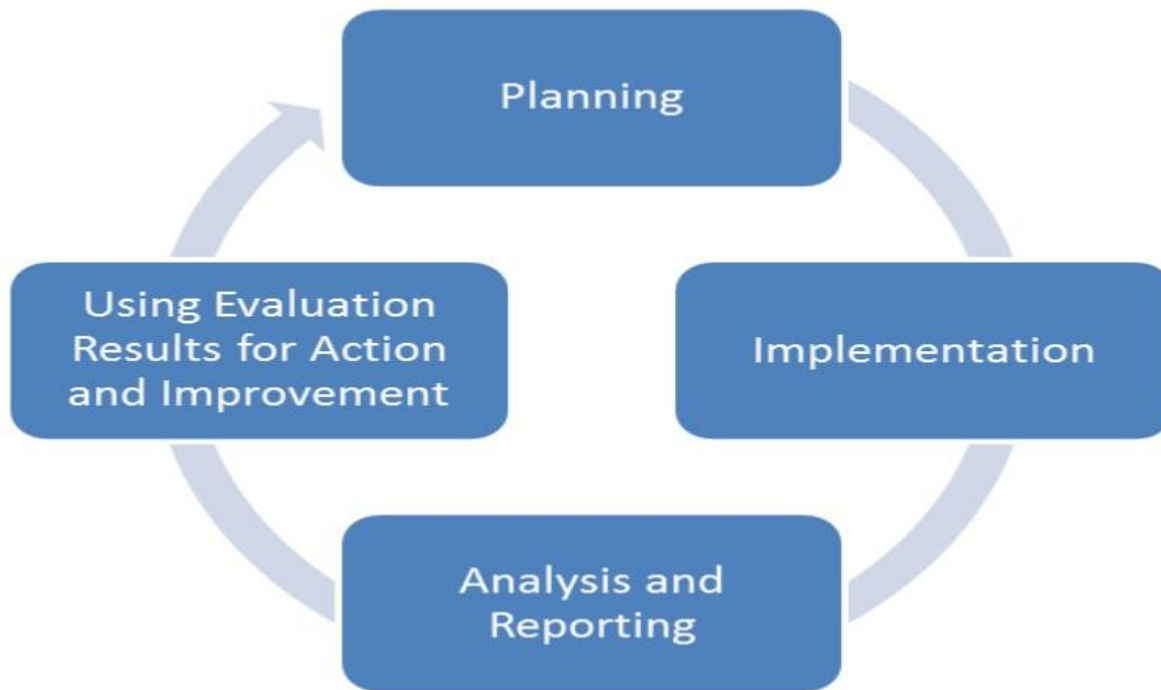 Planning
Implementation
Analysis and
Reporting
Using Evaluation
Results for Action
and Improvement